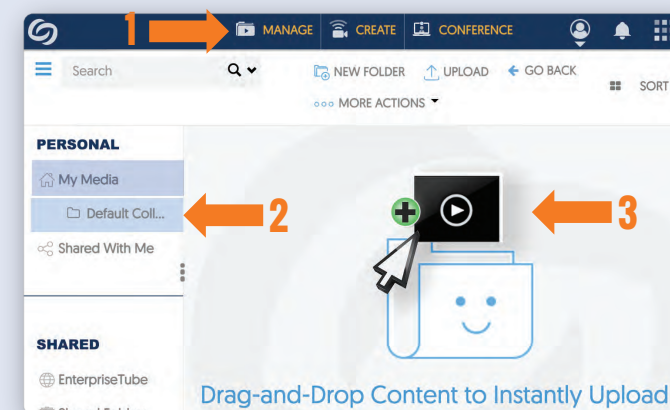 1
MANAGE CREATE CONFERENCE
Search
NEW FOLDER UPLOAD GO BACK
SORT
MORE ACTIONS
PERSONAL
My Media
Default Coll...
2
3
Shared With Me
SHARED
EnterpriseTube
Drag-and-Drop Content to Instantly Upload